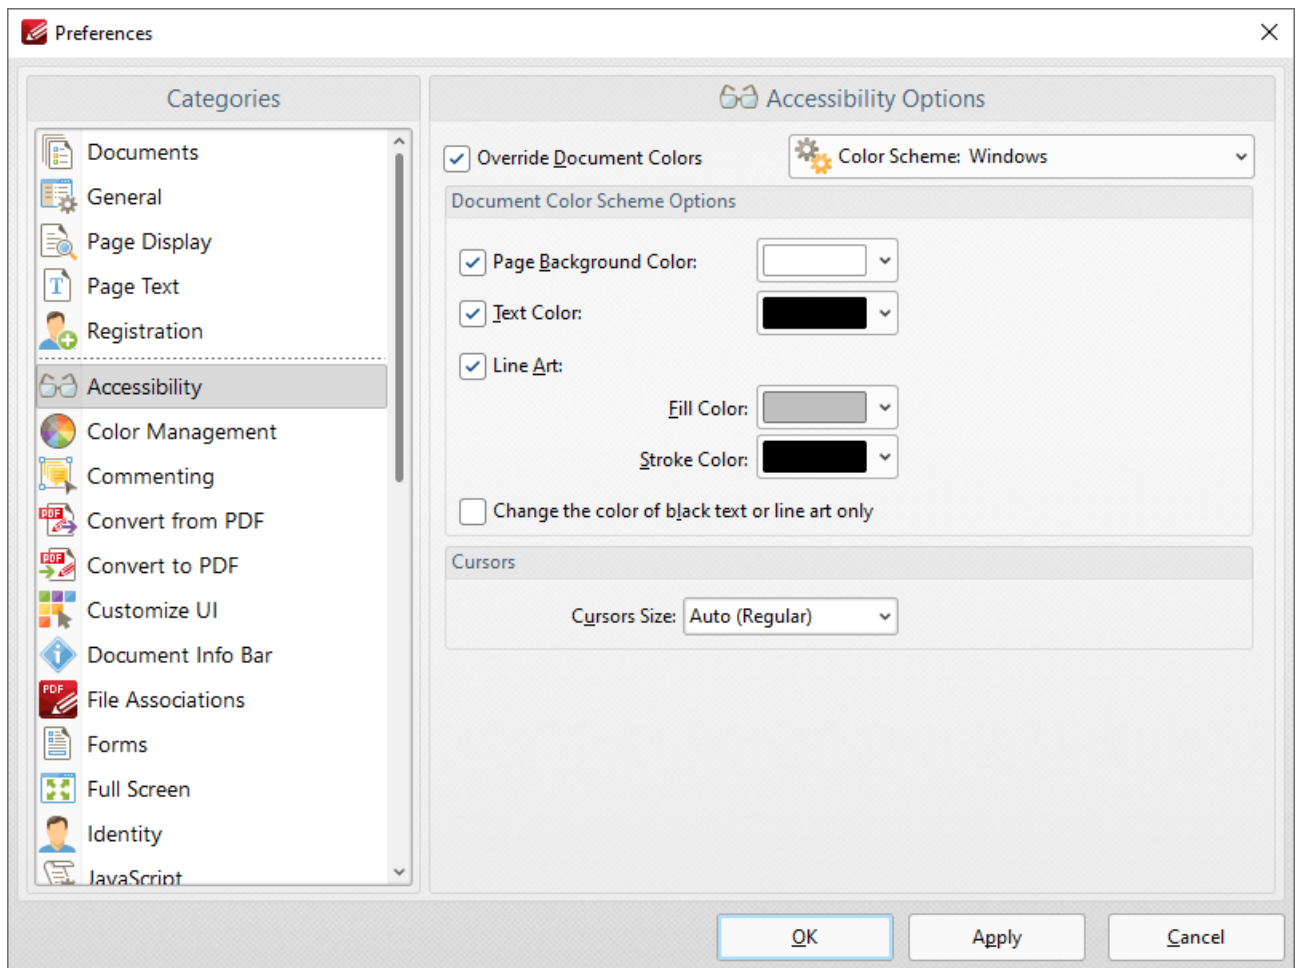 Preferences
Categories
Documents
General
Page Display
Page Text
Registration
Accessibility
Color Management
Commenting
Convert from PDF
Convert to PDF
Customize UI
Document Info Bar
File Associations
Forms
Full Screen
Identity
JavaScript
Accessibility Options
Override Document Colors
Color Scheme: Windows
Document Color Scheme Options
Page Background Color:
Text Color:
Line Art:
Fill Color:
Stroke Color:
Change the color of black text or line art only
Cursors
Cursors Size: Auto (Regular)
OK Apply Cancel